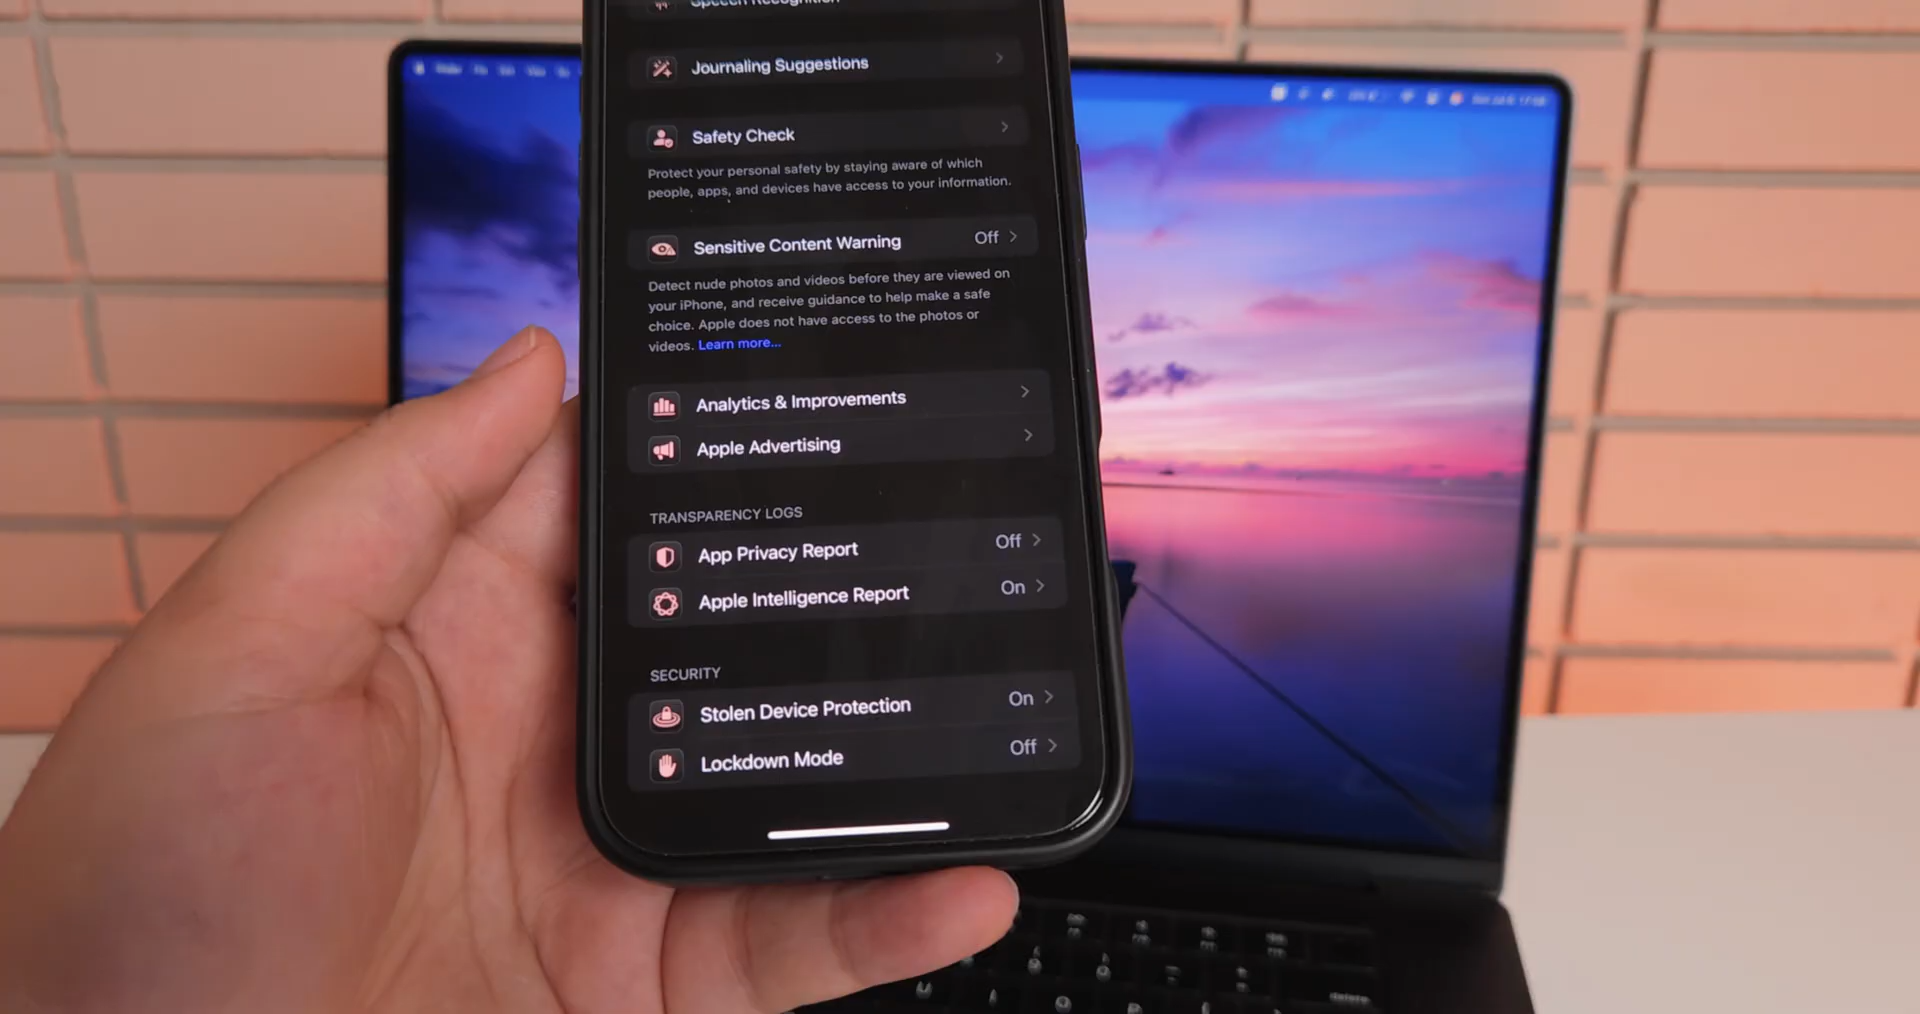 Speech Recognition
Journaling Suggestions
Safety Check
Protect your personal safety by staying aware of which
people, apps, and devices have access to your information.
Sensitive Content Warning Off
Detect nude photos and videos before they are viewed on
your iPhone, and receive guidance to help make a safe
choice. Apple does not have access to the photos or
videos. Learn more...
Analytics & Improvements
Apple Advertising
TRANSPARENCY LOGS
App Privacy Report Off
Apple Intelligence Report On
SECURITY
Stolen Device Protection On
Lockdown Mode Off
delete